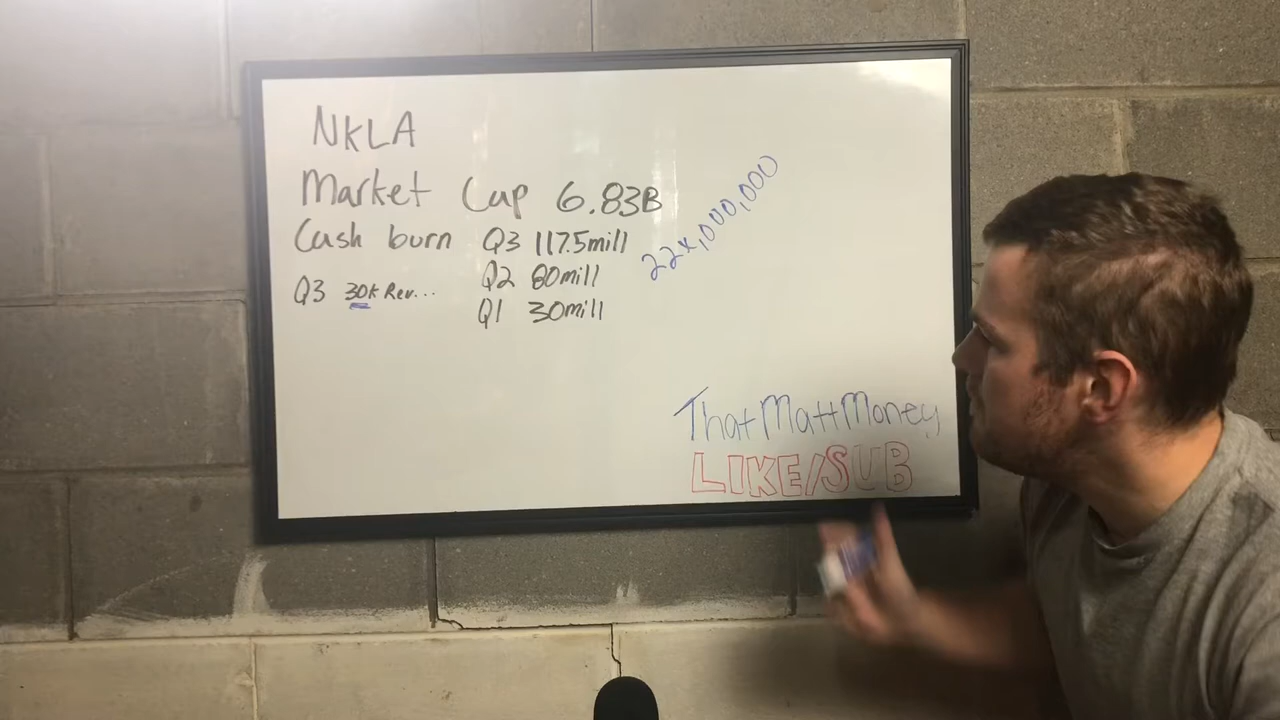 NKLA
Market Cap 6.83B
Cash burn Q3 117.5mill
Q2 80mill
Q1 30mill
Q3 30k Rev...
22x,000,000
ThatMattMoney
LIKE/SUB